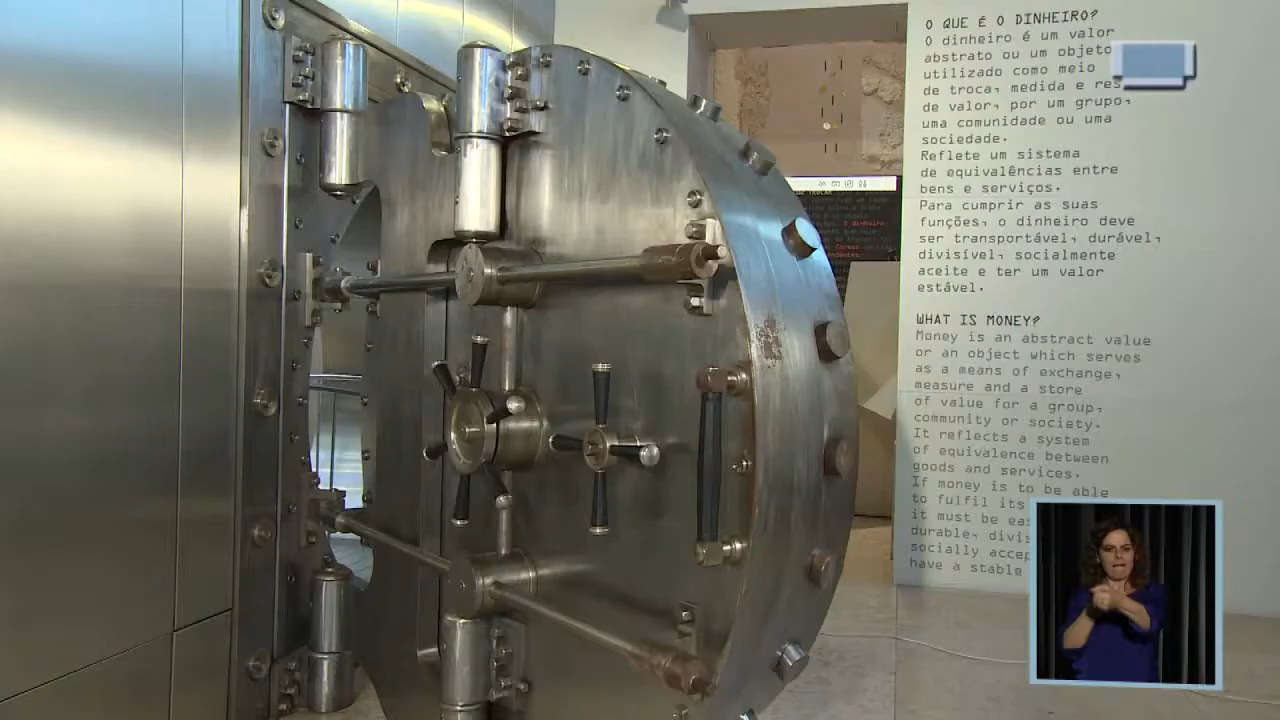 O QUE É O DINHEIRO?
O dinheiro é um valor
abstrato ou um objeto
utilizado como meio
de troca, medida e res
de valor, por um grupo,
uma comunidade ou uma
sociedade.
Reflete um sistema
de equivalências entre
bens e serviços.
Para cumprir as suas
funções, o dinheiro deve
ser transportável, durável,
divisível, socialmente
aceite e ter um valor
estável.
WHAT IS MONEY?
Money is an abstract value
or an object which serves
as a means of exchange,
measure and a store
of value for a group,
community or society.
It reflects a system
of equivalence between
goods and services.
If money is to be able
to fulfil its
it must be eas
durable, divis
socially accep
have a stable